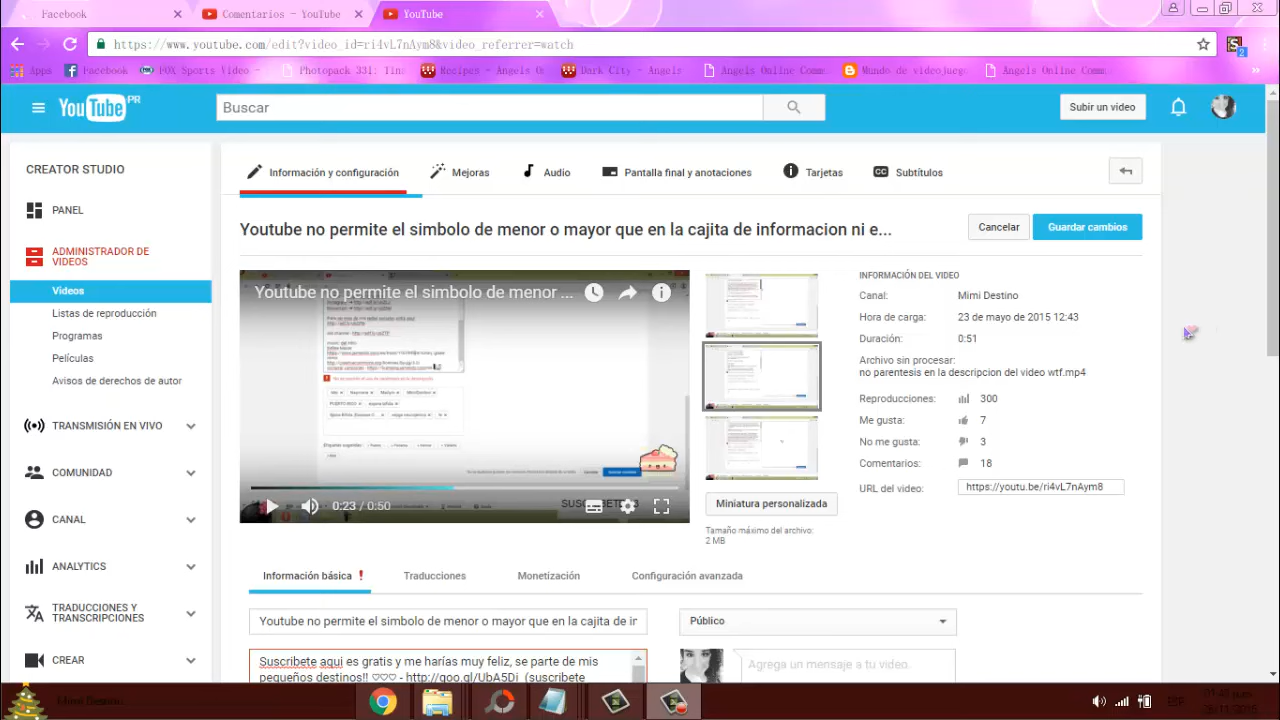 Facebook
Comentarios - YouTube
YouTube
https://www.youtube.com/edit?video_id=ri4vL7nAym8&video_referrer=watch
Apps
Facebook
FOX Sports Video -
Photopack 331: Tin
Recipes - Angels On
Dark City - Angels
Angels Online Comm
Mundo de videojueg
Angels Online Comm
2
YouTube PR
Buscar
Subir un video
CREATOR STUDIO
Información y configuración
Mejoras
Audio
Pantalla final y anotaciones
Tarjetas
CC Subtítulos
PANEL
ADMINISTRADOR DE
VIDEOS
Videos
Listas de reproducción
Programas
Películas
Avisos de derechos de autor
TRANSMISIÓN EN VIVO
COMUNIDAD
CANAL
ANALYTICS
TRADUCCIONES Y
TRANSCRIPCIONES
CREAR
Youtube no permite el simbolo de menor o mayor que en la cajita de informacion ni e...
Cancelar
Guardar cambios
Youtube no permite el simbolo de menor ...
0:23 / 0:50
Miniatura personalizada
Tamaño máximo del archivo:
2 MB
INFORMACIÓN DEL VIDEO
Canal: Mimi Destino
Hora de carga: 23 de mayo de 2015 12:43
Duración: 0:51
Archivo sin procesar:
no parentesis en la descripcion del video wtf.mp4
Reproducciones: 300
Me gusta: 7
No me gusta: 3
Comentarios: 18
URL del video: https://youtu.be/ri4vL7nAym8
Información básica !
Traducciones
Monetización
Configuración avanzada
Youtube no permite el simbolo de menor o mayor que en la cajita de ir
Público
Suscribete aqui es gratis y me harías muy feliz, se parte de mis
pequeños destinos!! ♡♡♡ - http://goo.gl/UbA5Di (suscribete
Agrega un mensaje a tu video.